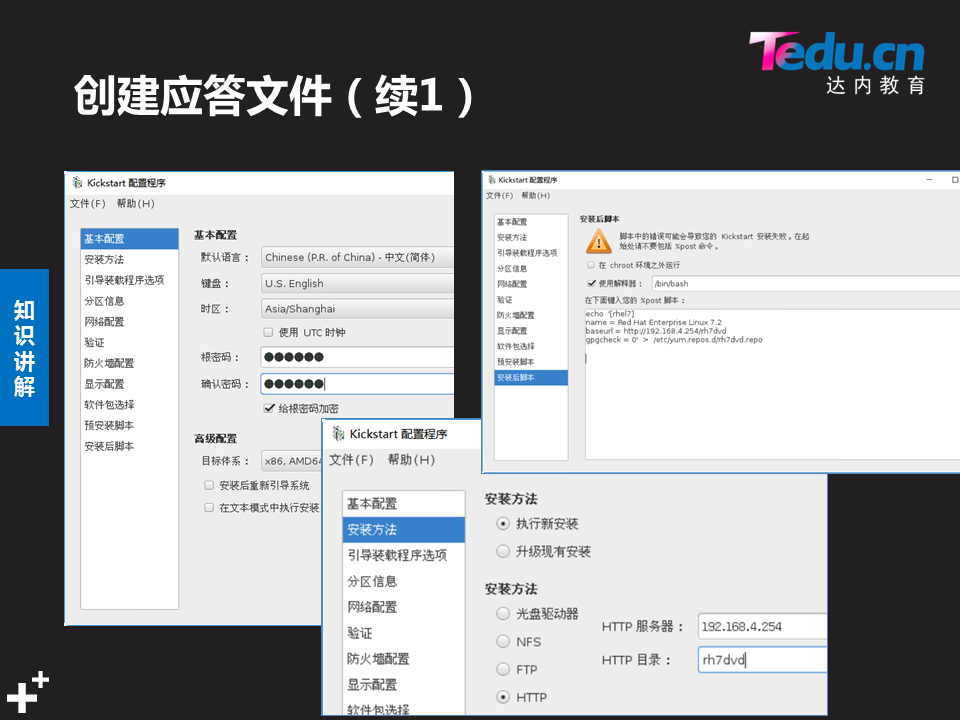 Tedu.cn
达内教育
创建应答文件（续1）
知识讲解
Kickstart 配置程序
文件(F) 帮助(H)
基本配置
安装方法
引导装载程序选项
分区信息
网络配置
验证
防火墙配置
显示配置
软件包选择
预安装脚本
安装后脚本
基本配置
默认语言： Chinese (P.R. of China) - 中文(简体)
键盘： U.S. English
时区： Asia/Shanghai
使用 UTC 时钟
根密码： ●●●●●●
确认密码： ●●●●●●
给根密码加密
高级配置
目标体系： x86, AMD64
安装后重新引导系统
在文本模式中执行安装
Kickstart 配置程序
文件(F) 帮助(H)
基本配置
安装方法
引导装载程序选项
分区信息
网络配置
验证
防火墙配置
显示配置
软件包选择
预安装脚本
安装后脚本
安装后脚本
脚本中的错误可能会导致您的 Kickstart 安装失败。在起
始处请不要包括 %post 命令。
在 chroot 环境之外运行
使用解释器： /bin/bash
在下面键入您的 %post 脚本：
echo '[rhel7]
name = Red Hat Enterprise Linux 7.2
baseurl = http://192.168.4.254/rh7dvd
gpgcheck = 0' > /etc/yum.repos.d/rh7dvd.repo
Kickstart 配置程序
文件(F) 帮助(H)
基本配置
安装方法
引导装载程序选项
分区信息
网络配置
验证
防火墙配置
显示配置
软件包选择
安装方法
执行新安装
升级现有安装
安装方法
光盘驱动器
NFS
FTP
HTTP
HTTP 服务器： 192.168.4.254
HTTP 目录： rh7dvd